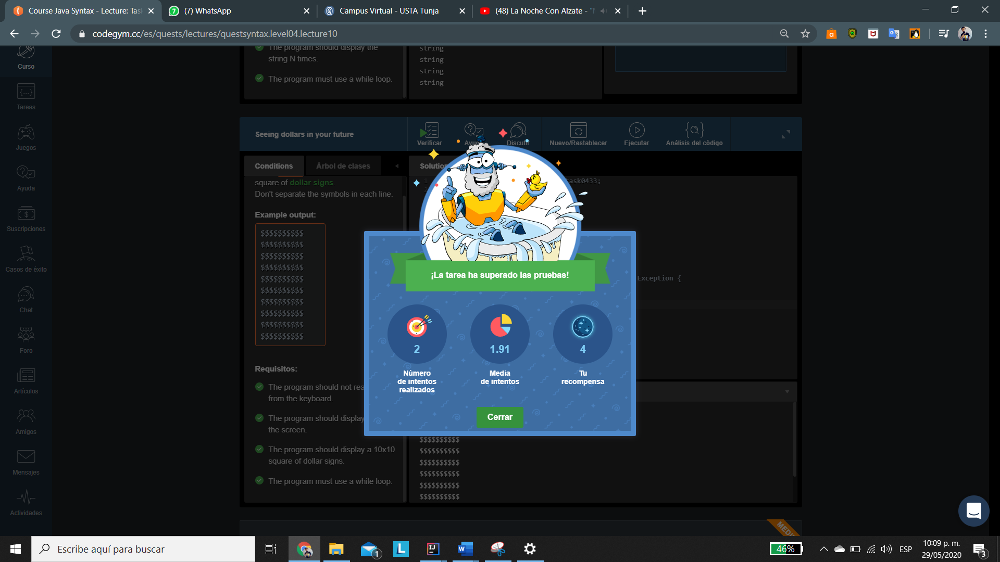 Course Java Syntax - Lecture: Tas
(7) WhatsApp
Campus Virtual - USTA Tunja
(48) La Noche Con Alzate - "
codegym.cc/es/quests/lectures/questsyntax.level04.lecture10
Curso
Tareas
Juegos
Ayuda
Suscripciones
Casos de éxito
Chat
Foro
Artículos
Amigos
Mensajes
Actividades
The program should display the
string N times.
The program must use a while loop.
string
string
string
string
Seeing dollars in your future
Verificar
Discutir
Nuevo/Restablecer
Ejecutar
Análisis del código
Conditions
Árbol de clases
square of dollar signs.
Don't separate the symbols in each line.
Example output:
$$$$$$$$$$
$$$$$$$$$$
$$$$$$$$$$
$$$$$$$$$$
$$$$$$$$$$
$$$$$$$$$$
$$$$$$$$$$
$$$$$$$$$$
$$$$$$$$$$
$$$$$$$$$$
Requisitos:
The program should not rea
from the keyboard.
The program should display
the screen.
The program should display a 10x10
square of dollar signs.
The program must use a while loop.
Solution
1
task0433;
Exception {
¡La tarea ha superado las pruebas!
2
Número
de intentos
realizados
1.91
Media
de intentos
4
Tu
recompensa
Cerrar
$$$$$$$$$$
$$$$$$$$$$
$$$$$$$$$$
$$$$$$$$$$
$$$$$$$$$$
$$$$$$$$$$
MEDI
Escribe aquí para buscar
1
46%
ESP
10:09 p. m.
29/05/2020
3